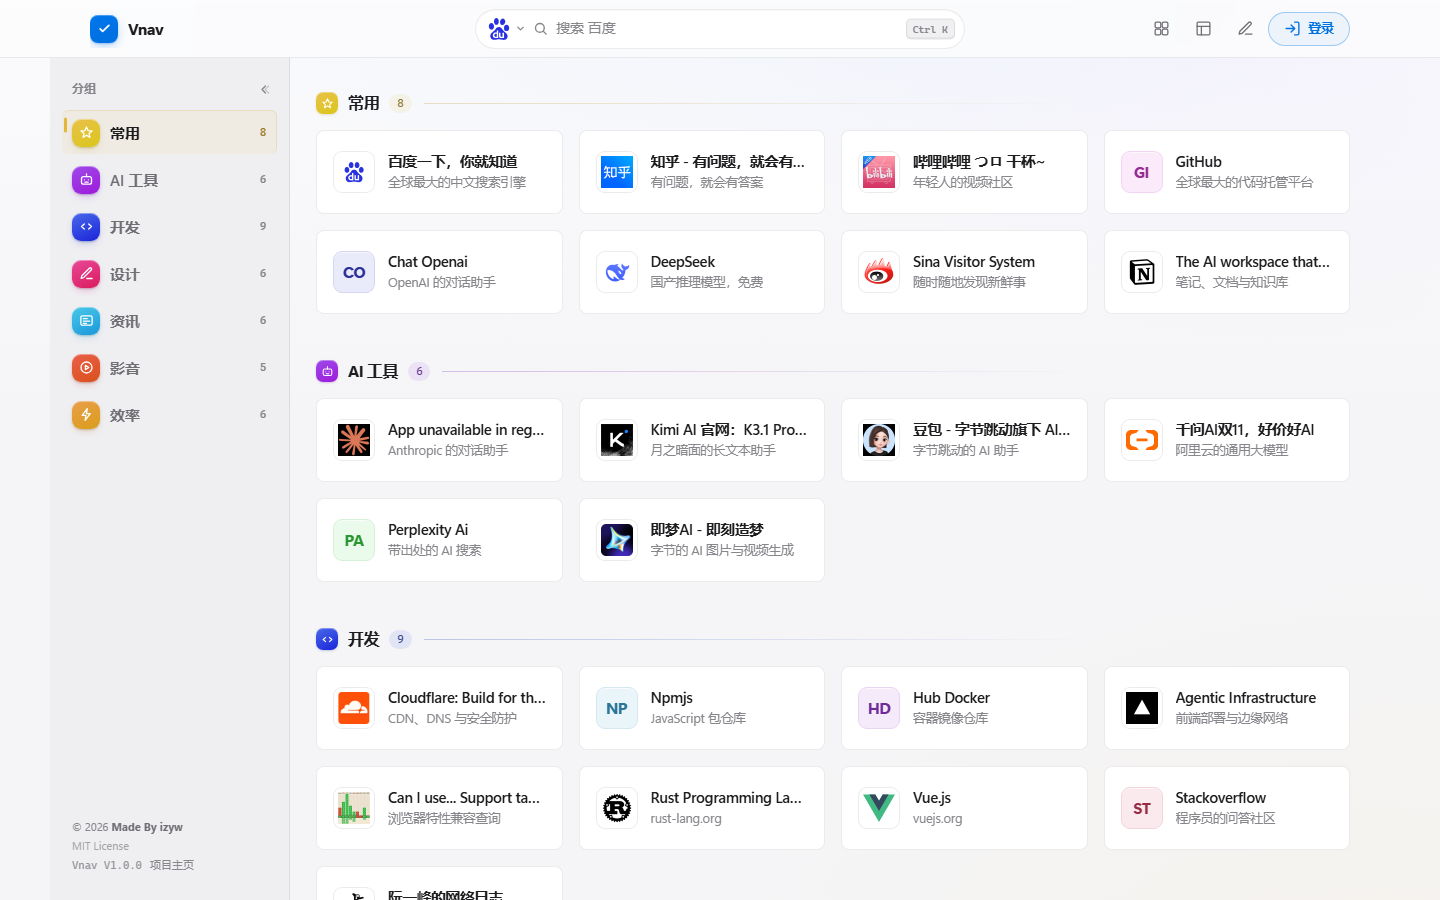 Vnav
du
搜索 百度
Ctrl K
登录
分组
常用
8
AI 工具
6
开发
9
设计
6
资讯
6
影音
5
效率
6
© 2026 Made By izyw
MIT License
Vnav V1.0.0 项目主页
常用
8
du
百度一下，你就知道
全球最大的中文搜索引擎
知乎
知乎 - 有问题，就会有...
有问题，就会有答案
bilibili
哔哩哔哩 つロ 干杯~
年轻人的视频社区
GI
GitHub
全球最大的代码托管平台
CO
Chat Openai
OpenAI 的对话助手
DeepSeek
国产推理模型，免费
Sina Visitor System
随时随地发现新鲜事
N
The AI workspace that...
笔记、文档与知识库
AI 工具
6
App unavailable in reg...
Anthropic 的对话助手
K
Kimi AI 官网：K3.1 Pro...
月之暗面的长文本助手
豆包 - 字节跳动旗下 AI...
字节跳动的 AI 助手
千问AI双11，好价好AI
阿里云的通用大模型
PA
Perplexity Ai
带出处的 AI 搜索
即梦AI - 即刻造梦
字节的 AI 图片与视频生成
开发
9
Cloudflare: Build for th...
CDN、DNS 与安全防护
NP
Npmjs
JavaScript 包仓库
HD
Hub Docker
容器镜像仓库
Agentic Infrastructure
前端部署与边缘网络
Can I use... Support ta...
浏览器特性兼容查询
R
Rust Programming La...
rust-lang.org
Vue.js
vuejs.org
ST
Stackoverflow
程序员的问答社区
阮一峰的网络日志